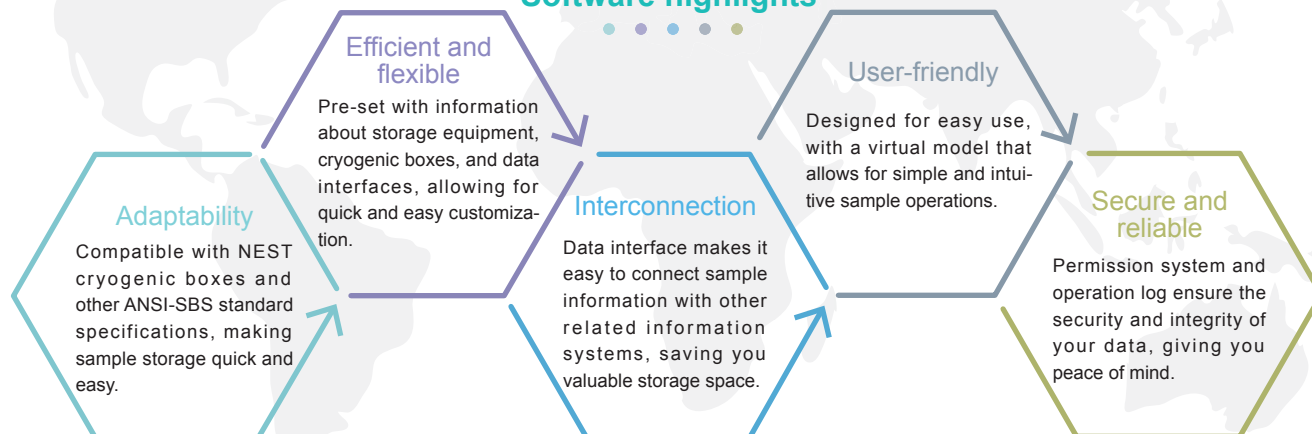 Software highlights
Adaptability
Compatible with NEST
cryogenic boxes and
other ANSI-SBS standard
specifications, making
sample storage quick and
easy.
Efficient and
flexible
Pre-set with information
about storage equipment,
cryogenic boxes, and data
interfaces, allowing for
quick and easy customiza-
tion.
Interconnection
Data interface makes it
easy to connect sample
information with other
related information
systems, saving you
valuable storage space.
User-friendly
Designed for easy use,
with a virtual model that
allows for simple and intui-
tive sample operations.
Secure and
reliable
Permission system and
operation log ensure the
security and integrity of
your data, giving you
peace of mind.